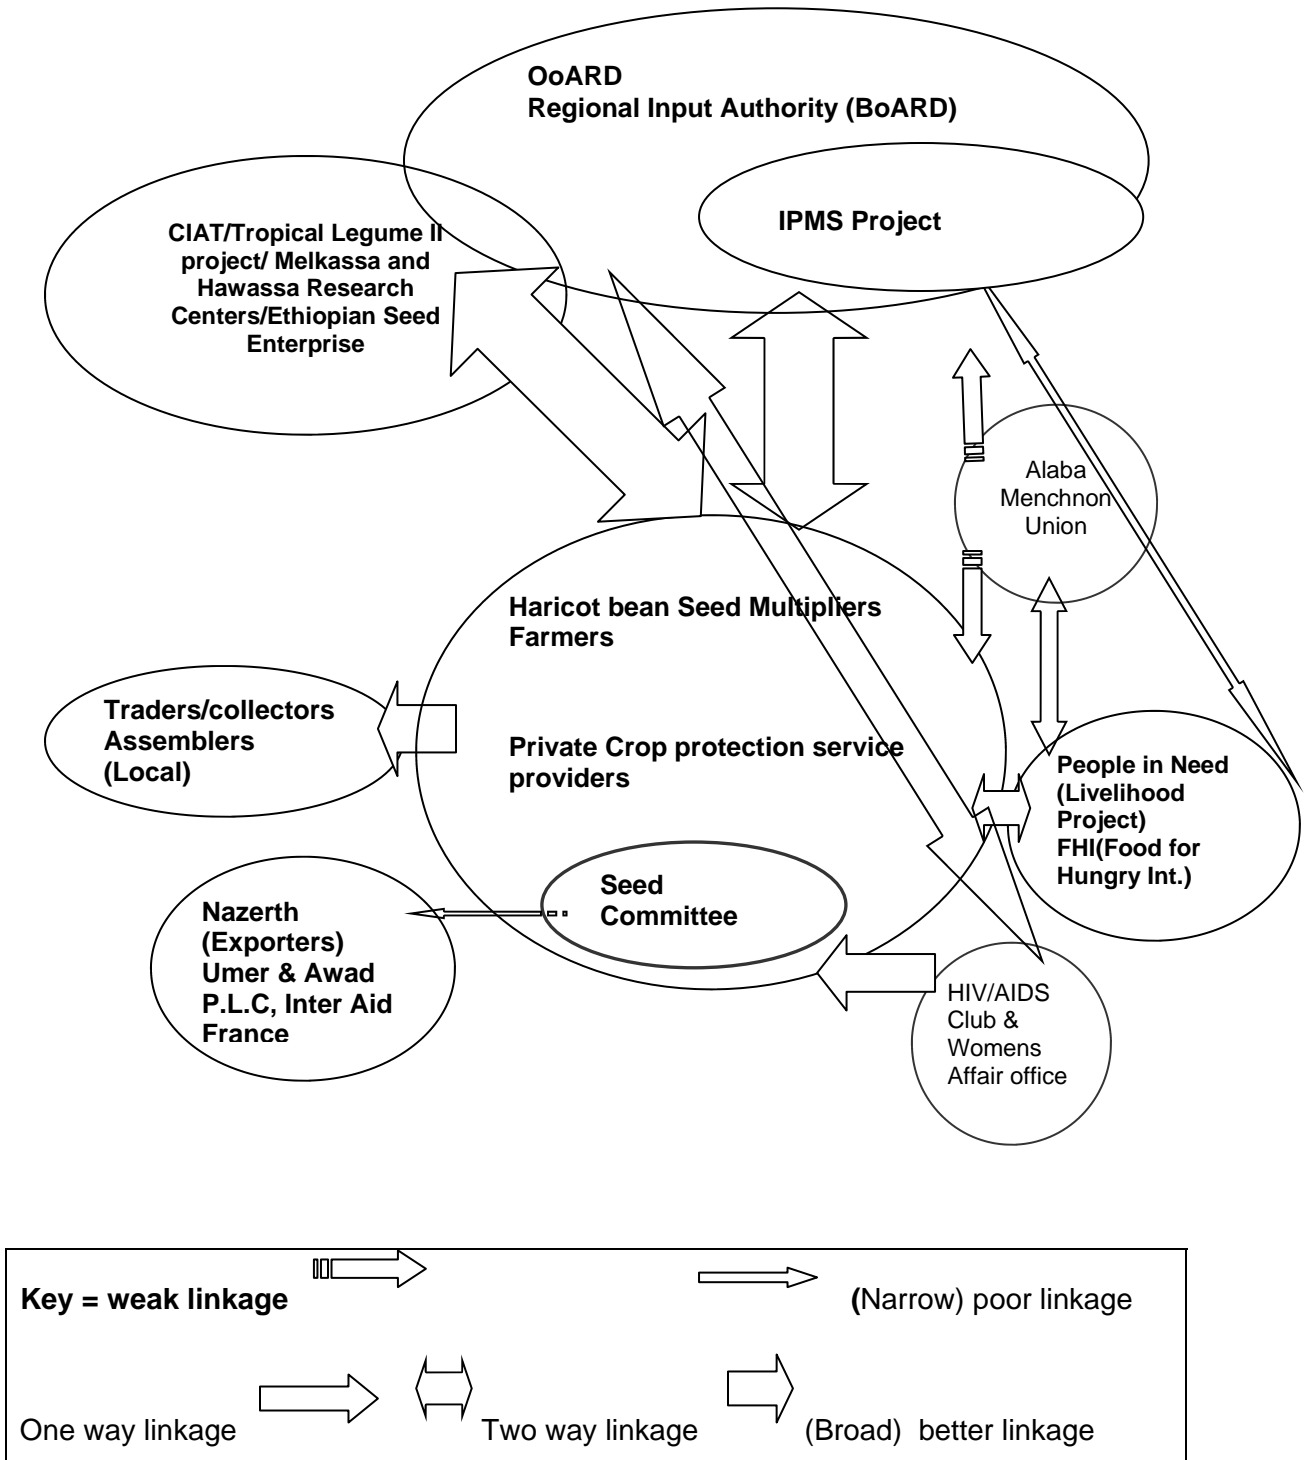 OoARD
Regional Input Authority (BoARD)
IPMS Project
CIAT/Tropical Legume II
project/ Melkassa and
Hawassa Research
Centers/Ethiopian Seed
Enterprise
Alaba
Menchnon
Union
Haricot bean Seed Multipliers
Farmers
Traders/collectors
Assemblers
(Local)
Private Crop protection service
providers
People in Need
(Livelihood
Project)
FHI(Food for
Hungry Int.)
Seed
Committee
Nazerth
(Exporters)
Umer & Awad
P.L.C, Inter Aid
France
HIV/AIDS
Club &
Womens
Affair office
Key = weak linkage
(Narrow) poor linkage
One way linkage
Two way linkage
(Broad) better linkage